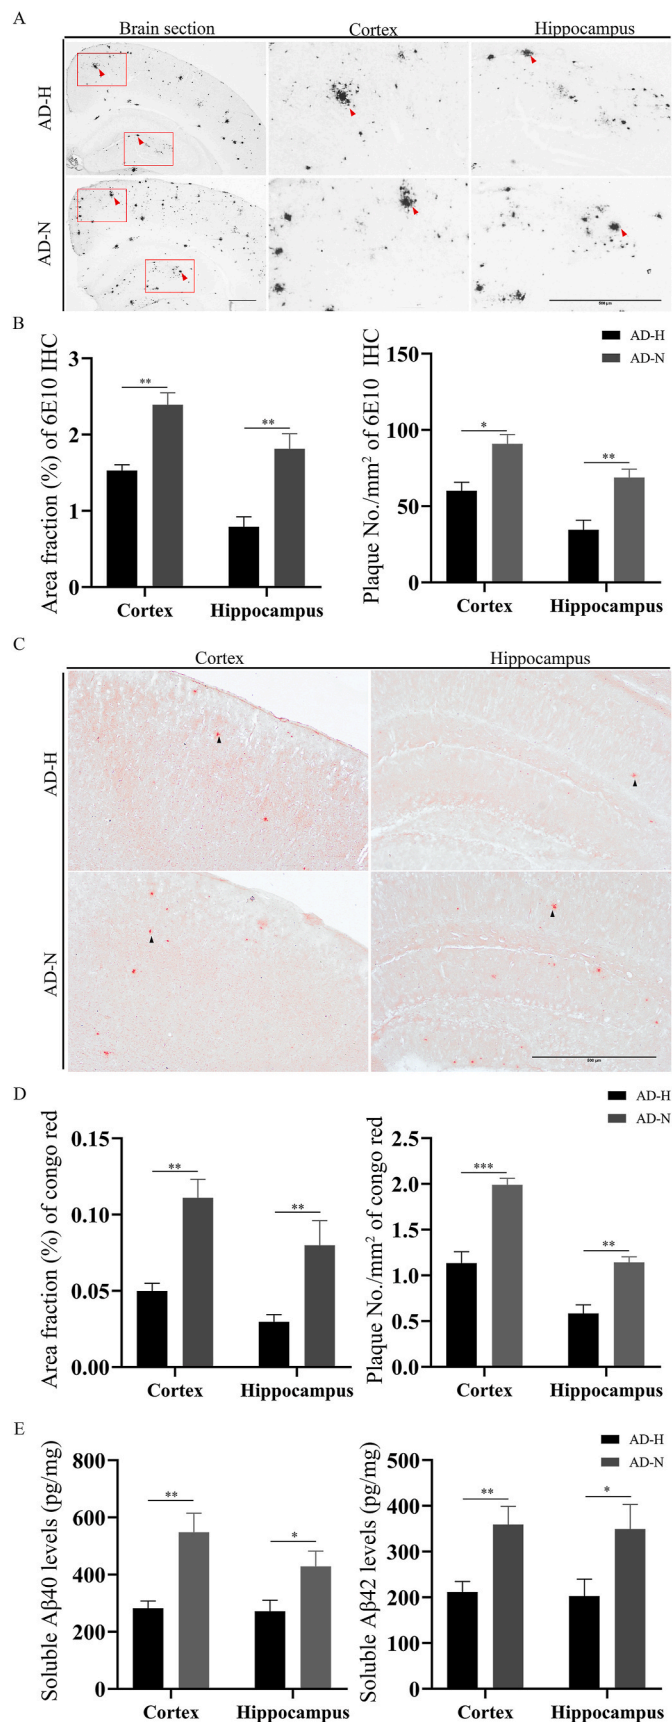 A
Brain section Cortex Hippocampus
AD-H
AD-N
500 μm
B
Area fraction (%) of 6E10 IHC
3
2
1
0
**
**
Cortex Hippocampus
Plaque No./mm² of 6E10 IHC
150
100
50
0
*
**
Cortex Hippocampus
AD-H
AD-N
C
Cortex Hippocampus
AD-H
AD-N
500 μm
D
Area fraction (%) of congo red
0.15
0.10
0.05
0.00
**
**
Cortex Hippocampus
Plaque No./mm² of congo red
2.5
2.0
1.5
1.0
0.5
0.0
***
**
Cortex Hippocampus
AD-H
AD-N
E
Soluble Aβ40 levels (pg/mg)
800
600
400
200
0
**
*
Cortex Hippocampus
Soluble Aβ42 levels (pg/mg)
500
400
300
200
100
0
**
*
Cortex Hippocampus
AD-H
AD-N